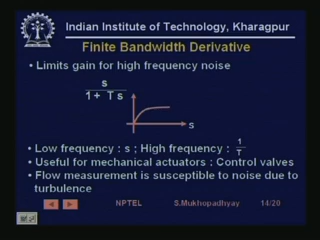 Indian Institute of Technology, Kharagpur
Finite Bandwidth Derivative
• Limits gain for high frequency noise
s
1 + T s
s
• Low frequency : s ; High frequency : 1/T
• Useful for mechanical actuators : Control valves
• Flow measurement is susceptible to noise due to
turbulence
NPTEL S.Mukhopadhyay 14/20